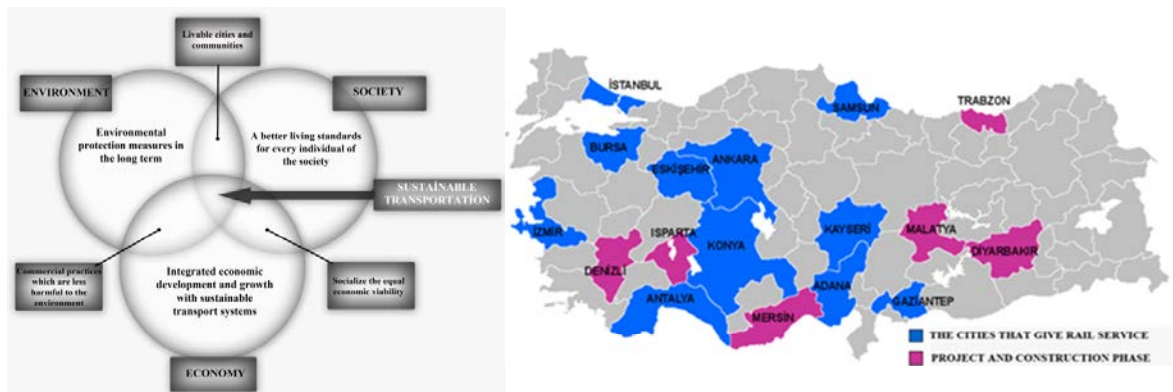 Livable cities and
communities
ENVIRONMENT
SOCIETY
Environmental
protection measures in
the long term
A better living standards
for every individual of
the society
SUSTAİNABLE
TRANSPORTATİON
Commercial practices
which are less
harmful to the
environment
Integrated economic
development and growth
with sustainable
transport systems
Socialize the equal
economic viability
ECONOMY
İSTANBUL
SAMSUN
TRABZON
BURSA
ESKİŞEHİR
ANKARA
İZMİR
ISPARTA
KONYA
KAYSERİ
MALATYA
DİYARBAKIR
DENİZLİ
ANTALYA
MERSİN
ADANA
GAZİANTEP
THE CITIES THAT GIVE RAIL SERVICE
PROJECT AND CONSTRUCTION PHASE